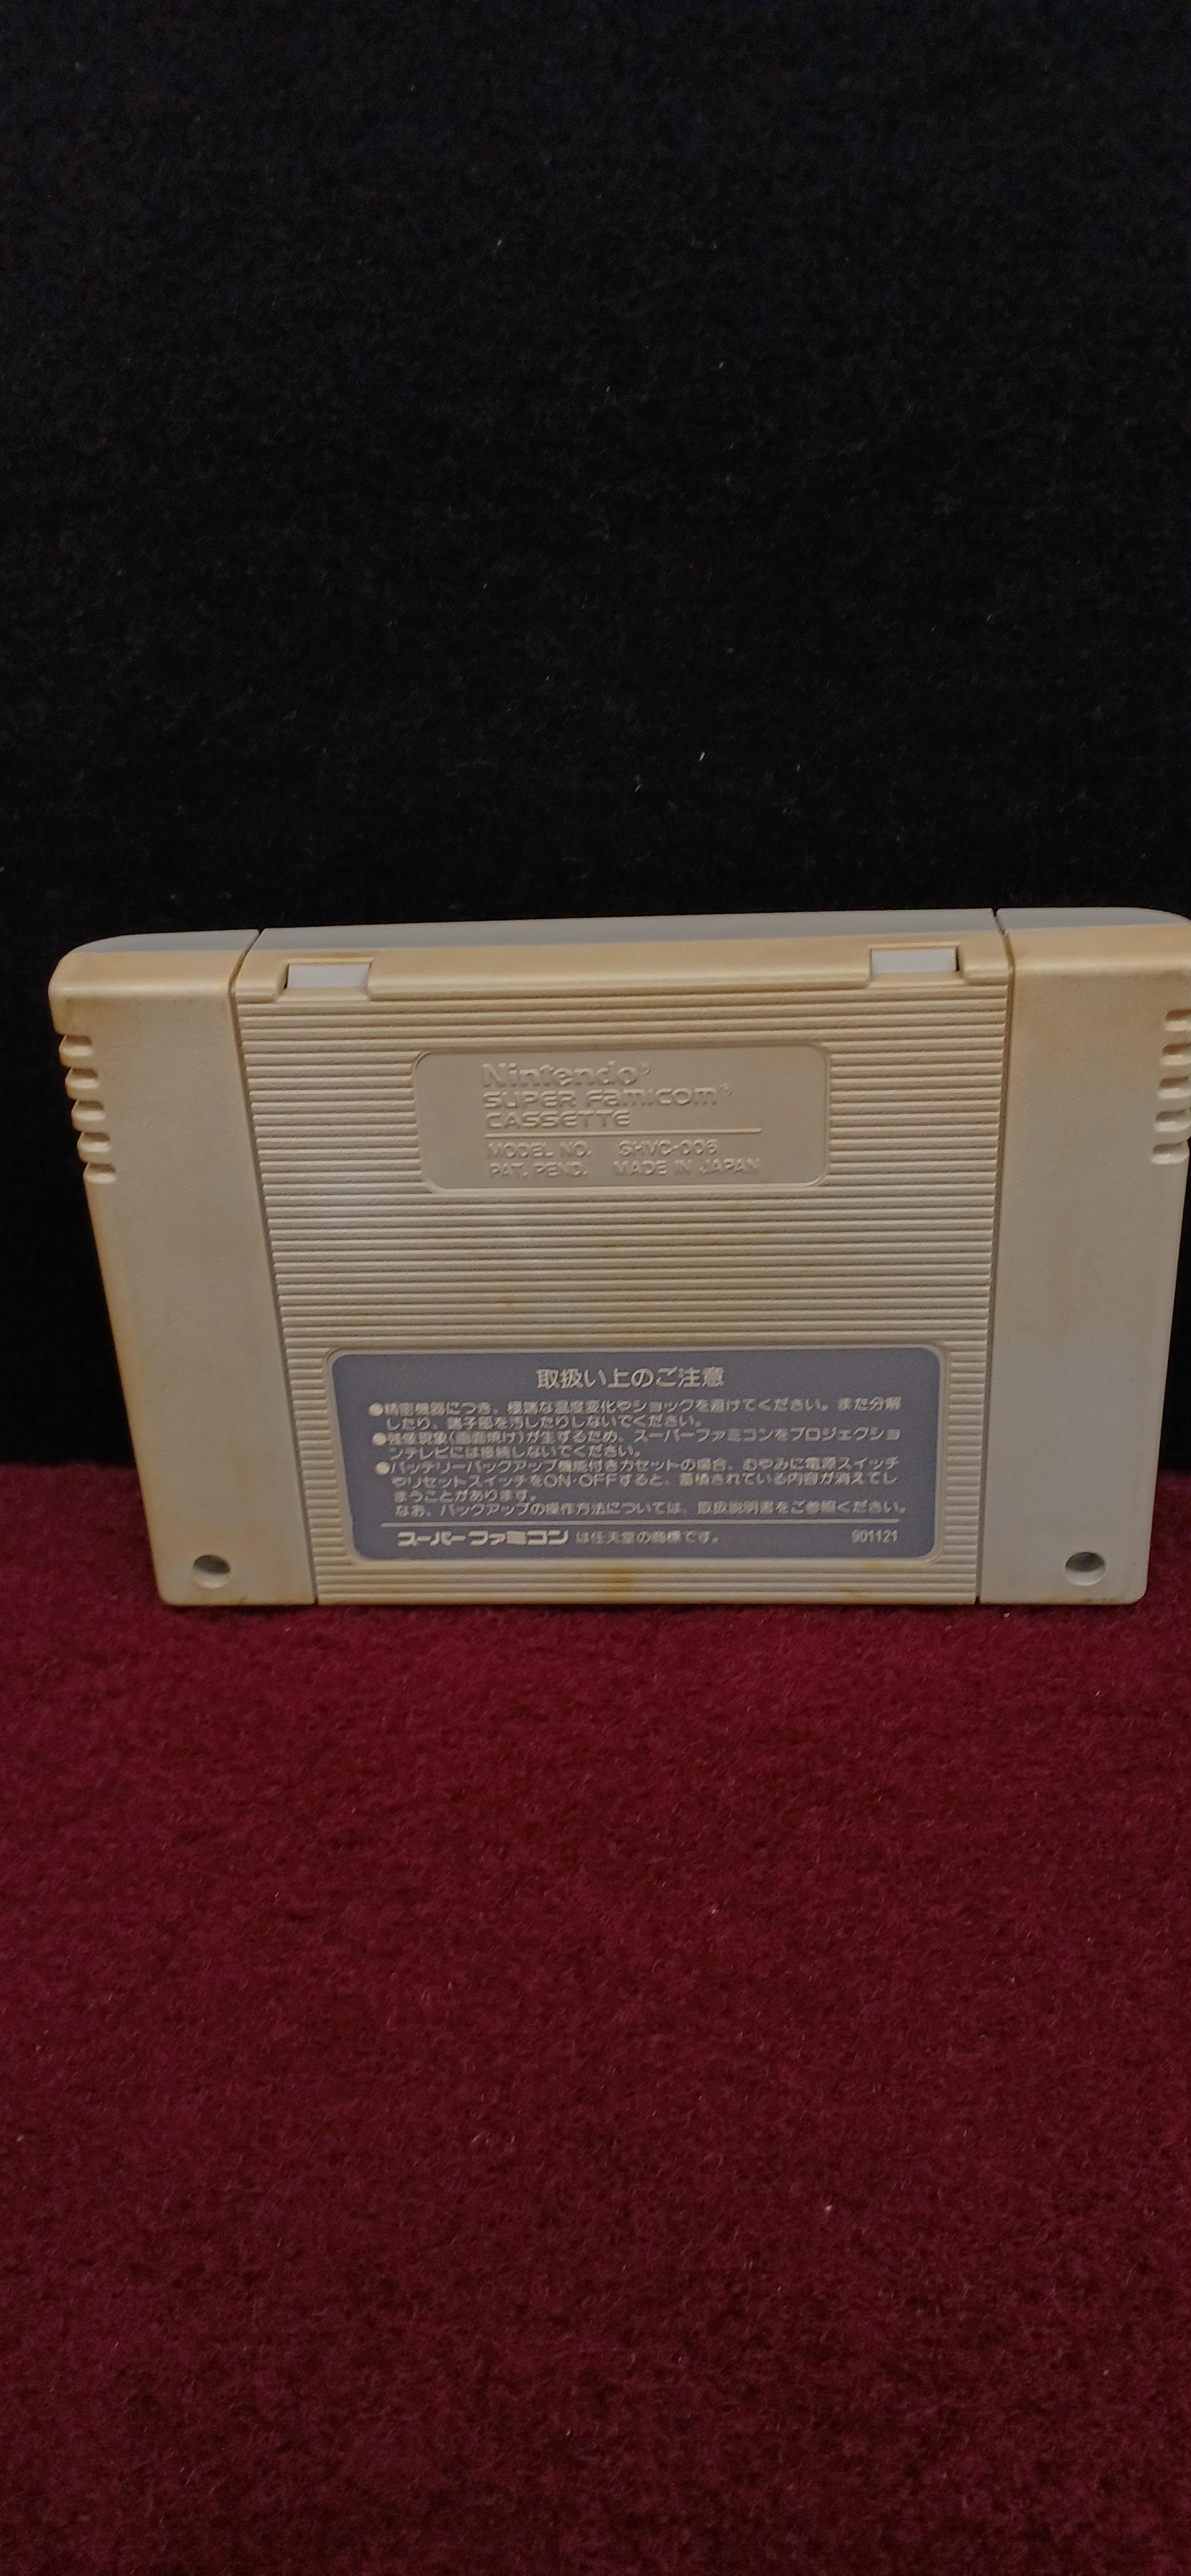 Nintendo®
SUPER FAMICOM®
CASSETTE
MODEL NO. SHVC-006
PAT. PEND. MADE IN JAPAN
取扱い上のご注意
●精密機器につき、極端な温度変化やショックを避けてください。また分解
したり、端子部を汚したりしないでください。
●残像現象(画面焼け)が生ずるため、スーパーファミコンをプロジェクショ
ンテレビには接続しないでください。
●バッテリーバックアップ機能付きカセットの場合、むやみに電源スイッチ
やリセットスイッチをON・OFFすると、蓄積されている内容が消えてし
まうことがあります。
なお、バックアップの操作方法については、取扱説明書をご参照ください。
スーパーファミコンは任天堂の商標です。 901121